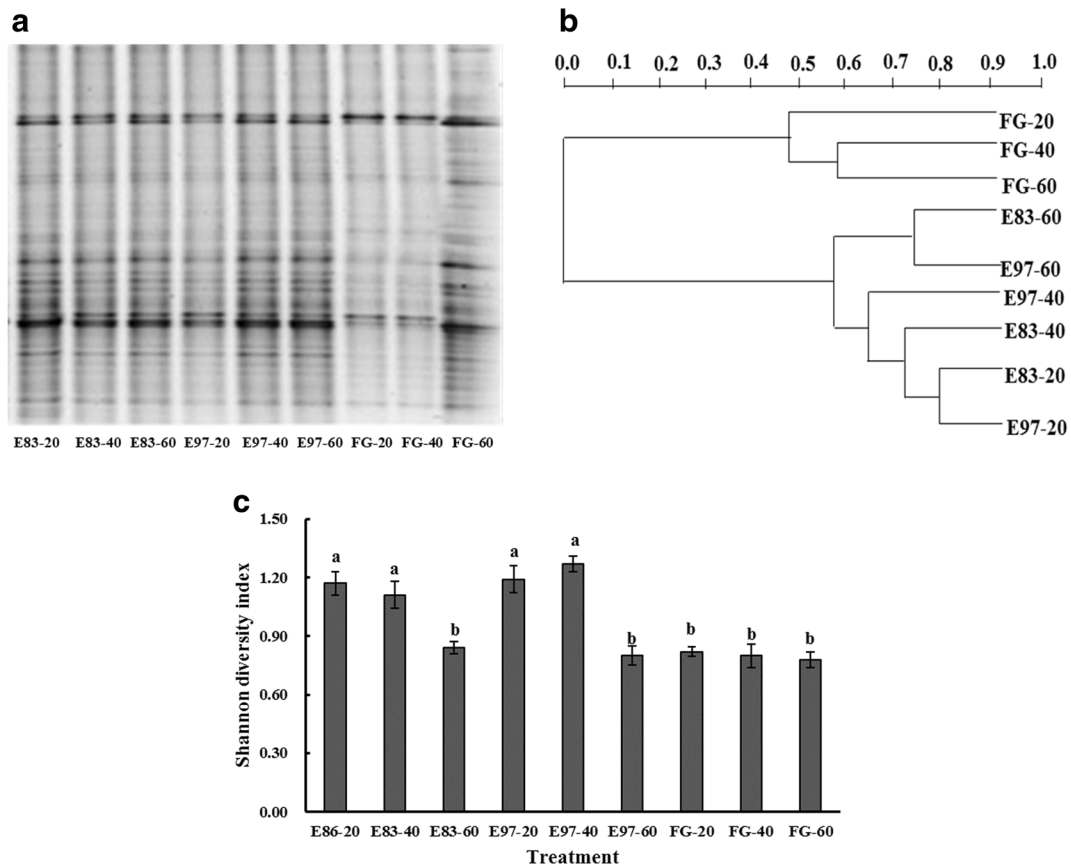 a
E83-20 E83-40 E83-60 E97-20 E97-40 E97-60 FG-20 FG-40 FG-60
b
0.0 0.1 0.2 0.3 0.4 0.5 0.6 0.7 0.8 0.9 1.0
FG-20
FG-40
FG-60
E83-60
E97-60
E97-40
E83-40
E83-20
E97-20
c
Shannon diversity index
1.50
1.20
0.90
0.60
0.30
0.00
a a b a a b b b b
E86-20 E83-40 E83-60 E97-20 E97-40 E97-60 FG-20 FG-40 FG-60
Treatment